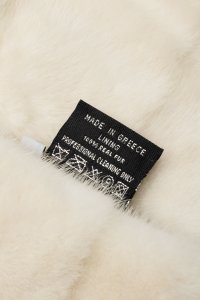 MADE IN GREECE
LINING
100% REAL FUR
PROFESSIONAL CLEANING ONLY